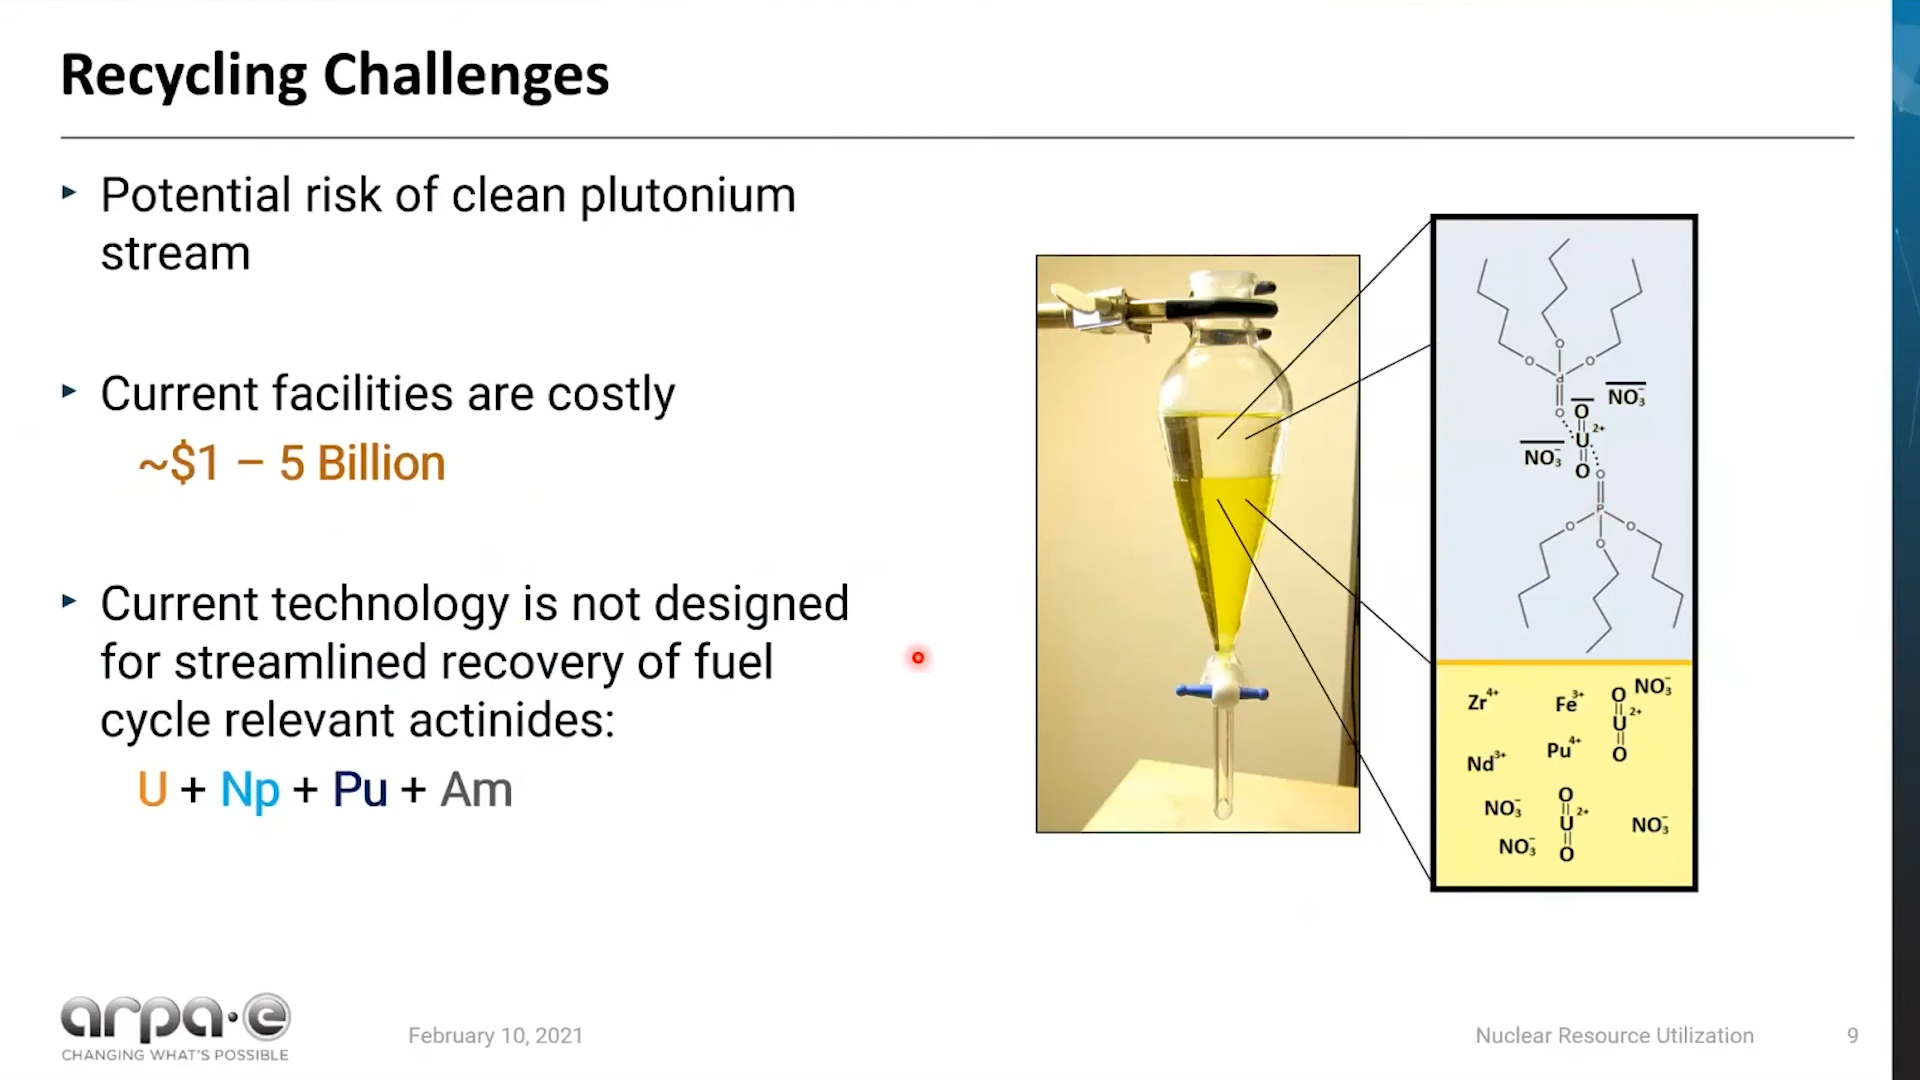 Recycling Challenges
Potential risk of clean plutonium
stream
Current facilities are costly
~$1 – 5 Billion
Current technology is not designed
for streamlined recovery of fuel
cycle relevant actinides:
U + Np + Pu + Am
O
O
O
P
O
NO₃⁻
O
U 2+
NO₃⁻
O
O
P
O
O
O
Zr⁴⁺
Fe³⁺
O
NO₃⁻
U 2+
O
Nd³⁺
Pu⁴⁺
NO₃⁻
O
U 2+
O
NO₃⁻
NO₃⁻
arpa·e
CHANGING WHAT'S POSSIBLE
February 10, 2021
Nuclear Resource Utilization
9